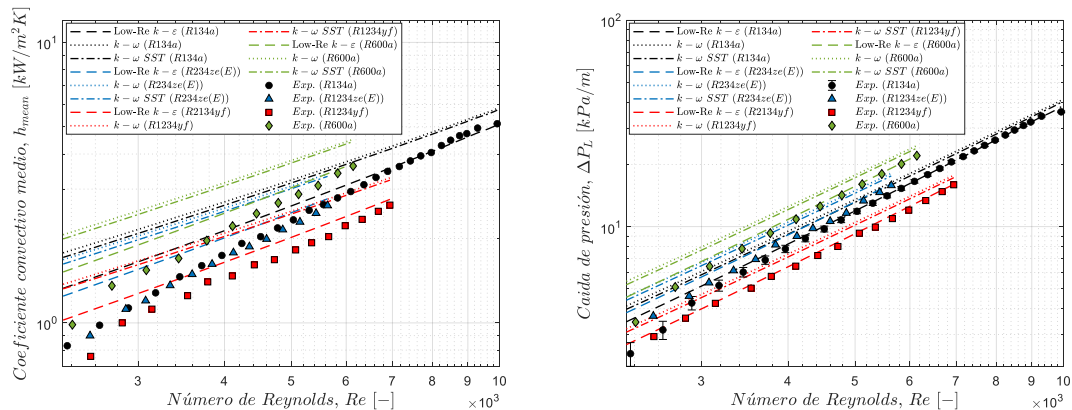 Coeficiente convectivo medio, h_mean [kW/m²K]
10¹
10⁰
Low-Re k − ε (R134a)
k − ω (R134a)
k − ω SST (R134a)
Low-Re k − ε (R234ze(E))
k − ω (R234ze(E))
k − ω SST (R234ze(E))
Low-Re k − ε (R2134yf)
k − ω (R1234yf)
k − ω SST (R1234yf)
Low-Re k − ε (R600a)
k − ω (R600a)
k − ω SST (R600a)
Exp. (R134a)
Exp. (R1234ze(E)
Exp. (R1234yf)
Exp. (R600a)
3 4 5 6 7 8 9 10
Número de Reynolds, Re [−]
×10³
Caída de presión, ΔP_L [kPa/m]
10²
10¹
Low-Re k − ε (R134a)
k − ω (R134a)
k − ω SST (R134a)
Low-Re k − ε (R234ze(E))
k − ω (R234ze(E))
k − ω SST (R234ze(E))
Low-Re k − ε (R2134yf)
k − ω (R1234yf)
k − ω SST (R1234yf)
Low-Re k − ε (R600a)
k − ω (R600a)
k − ω SST (R600a)
Exp. (R134a)
Exp. (R1234ze(E)
Exp. (R1234yf)
Exp. (R600a)
3 4 5 6 7 8 9 10
Número de Reynolds, Re [−]
×10³